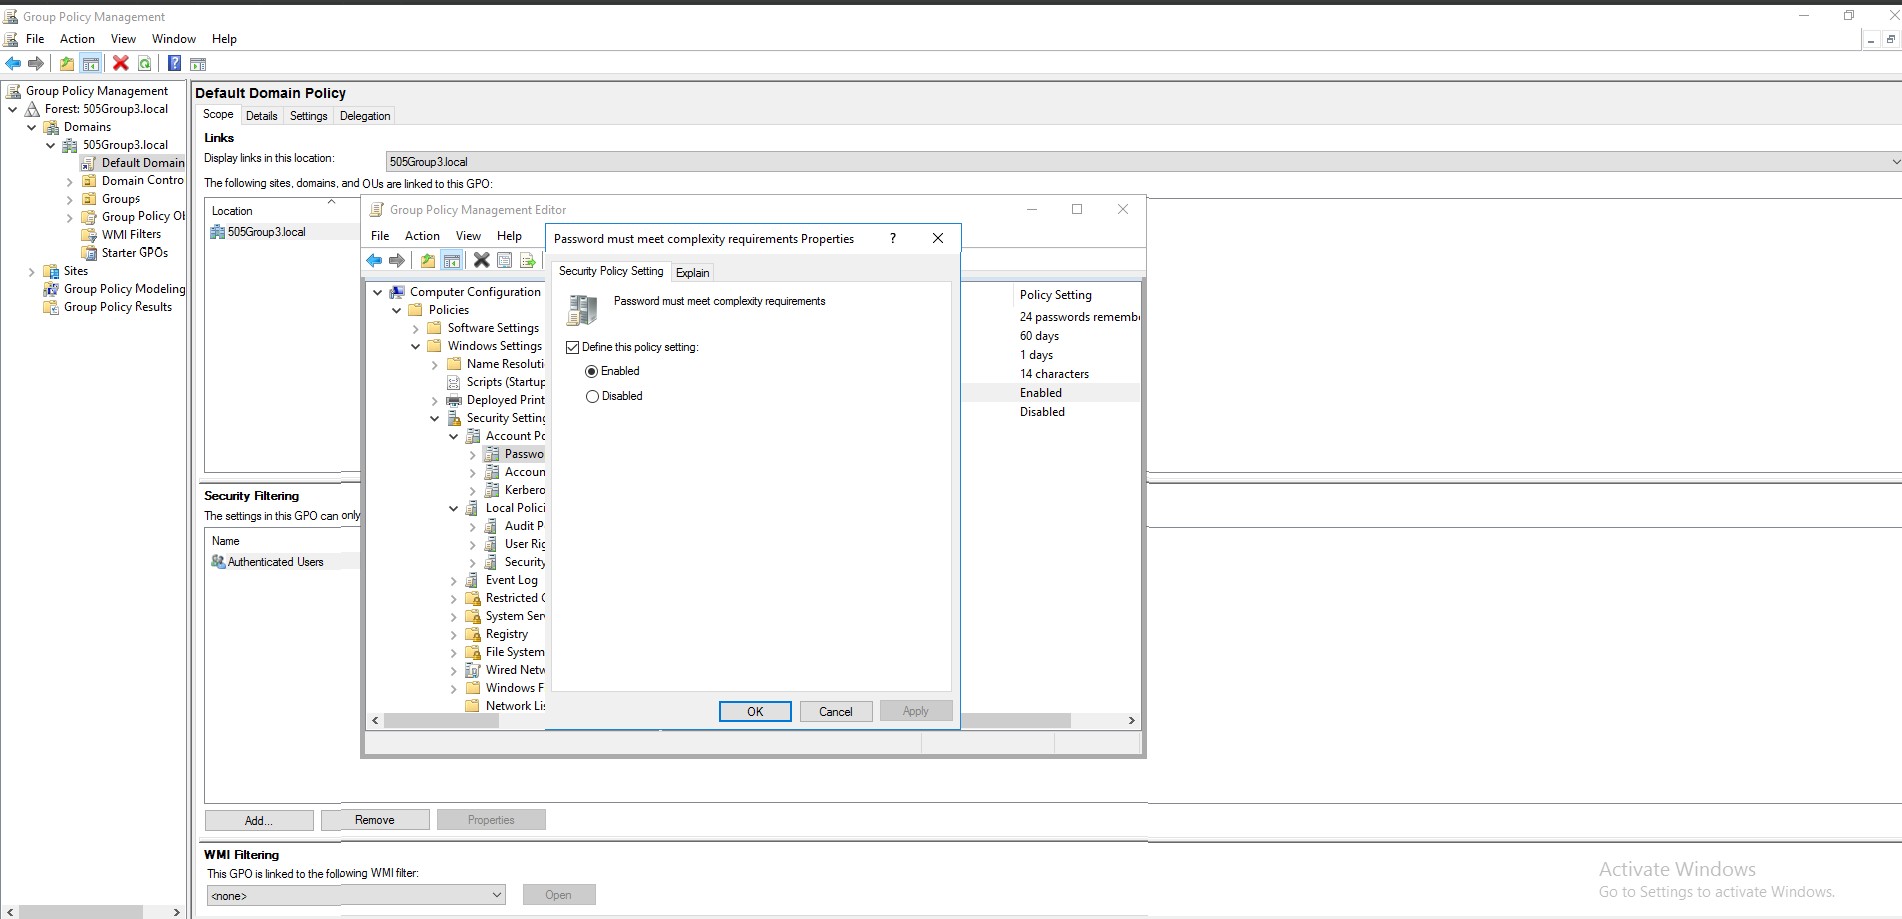 Group Policy Management
File Action View Window Help
Group Policy Management
Forest: 505Group3.local
Domains
505Group3.local
Default Domain
Domain Contro
Groups
Group Policy Ob
WMI Filters
Starter GPOs
Sites
Group Policy Modeling
Group Policy Results
Default Domain Policy
Scope Details Settings Delegation
Links
Display links in this location: 505Group3.local
The following sites, domains, and OUs are linked to this GPO:
Location
505Group3.local
Security Filtering
The settings in this GPO can only
Name
Authenticated Users
Add... Remove Properties
WMI Filtering
This GPO is linked to the following WMI filter:
<none> Open
Group Policy Management Editor
File Action View Help
Computer Configuration
Policies
Software Settings
Windows Settings
Name Resoluti
Scripts (Startup
Deployed Print
Security Setting
Account Po
Passwo
Accoun
Kerbero
Local Polici
Audit P
User Rig
Security
Event Log
Restricted G
System Ser
Registry
File System
Wired Netw
Windows F
Network Lis
Policy Setting
24 passwords remembe
60 days
1 days
14 characters
Enabled
Disabled
Password must meet complexity requirements Properties ?
Security Policy Setting Explain
Password must meet complexity requirements
Define this policy setting:
Enabled
Disabled
OK Cancel Apply
Activate Windows
Go to Settings to activate Windows.